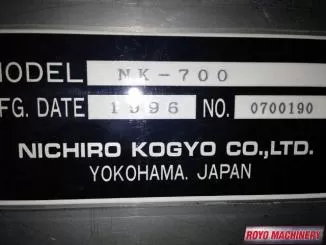 MODEL NK-700
FG. DATE 1996 NO. 0700190
NICHIRO KOGYO CO.,LTD.
YOKOHAMA. JAPAN
ROYO MACHINERY